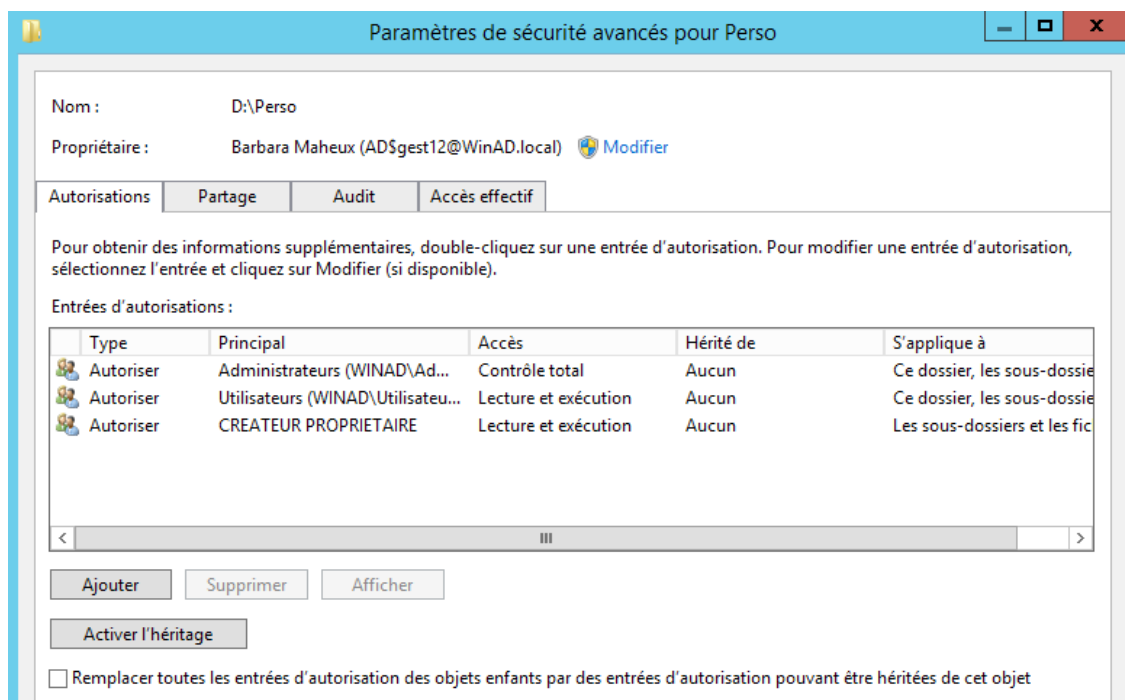 Paramètres de sécurité avancés pour Perso
Nom : D:\Perso
Propriétaire : Barbara Maheux (AD$gest12@WinAD.local) Modifier
Autorisations Partage Audit Accès effectif
Pour obtenir des informations supplémentaires, double-cliquez sur une entrée d'autorisation. Pour modifier une entrée d'autorisation,
sélectionnez l'entrée et cliquez sur Modifier (si disponible).
Entrées d'autorisations :
Type Principal Accès Hérité de S'applique à
Autoriser Administrateurs (WINAD\Ad... Contrôle total Aucun Ce dossier, les sous-dossie
Autoriser Utilisateurs (WINAD\Utilisateu... Lecture et exécution Aucun Ce dossier, les sous-dossie
Autoriser CREATEUR PROPRIETAIRE Lecture et exécution Aucun Les sous-dossiers et les fic
Ajouter Supprimer Afficher
Activer l'héritage
Remplacer toutes les entrées d'autorisation des objets enfants par des entrées d'autorisation pouvant être héritées de cet objet